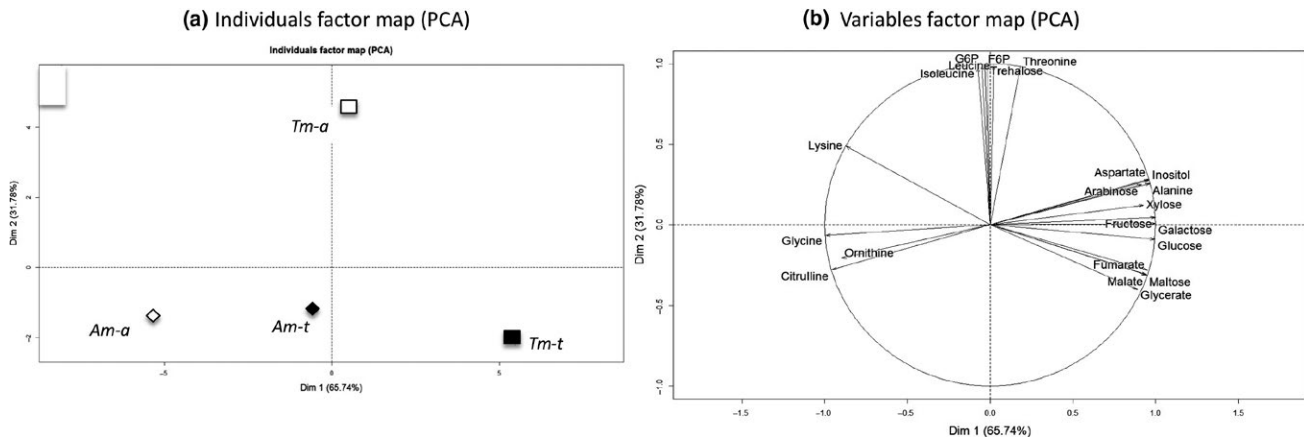 (a) Individuals factor map (PCA)
Individuals factor map (PCA)
Tm-a
Am-a
Am-t
Tm-t
4
2
0
-2
-5
0
5
Dim 2 (31.78%)
Dim 1 (65.74%)
(b) Variables factor map (PCA)
G6P
F6P
Leucine
Threonine
Isoleucine
Trehalose
Lysine
Aspartate
Inositol
Arabinose
Alanine
Xylose
Fructose
Galactose
Glucose
Glycine
Ornithine
Citrulline
Fumarate
Malate
Maltose
Glycerate
1.0
0.5
0.0
-0.5
-1.0
-1.5
-1.0
-0.5
0.0
0.5
1.0
1.5
Dim 2 (31.78%)
Dim 1 (65.74%)